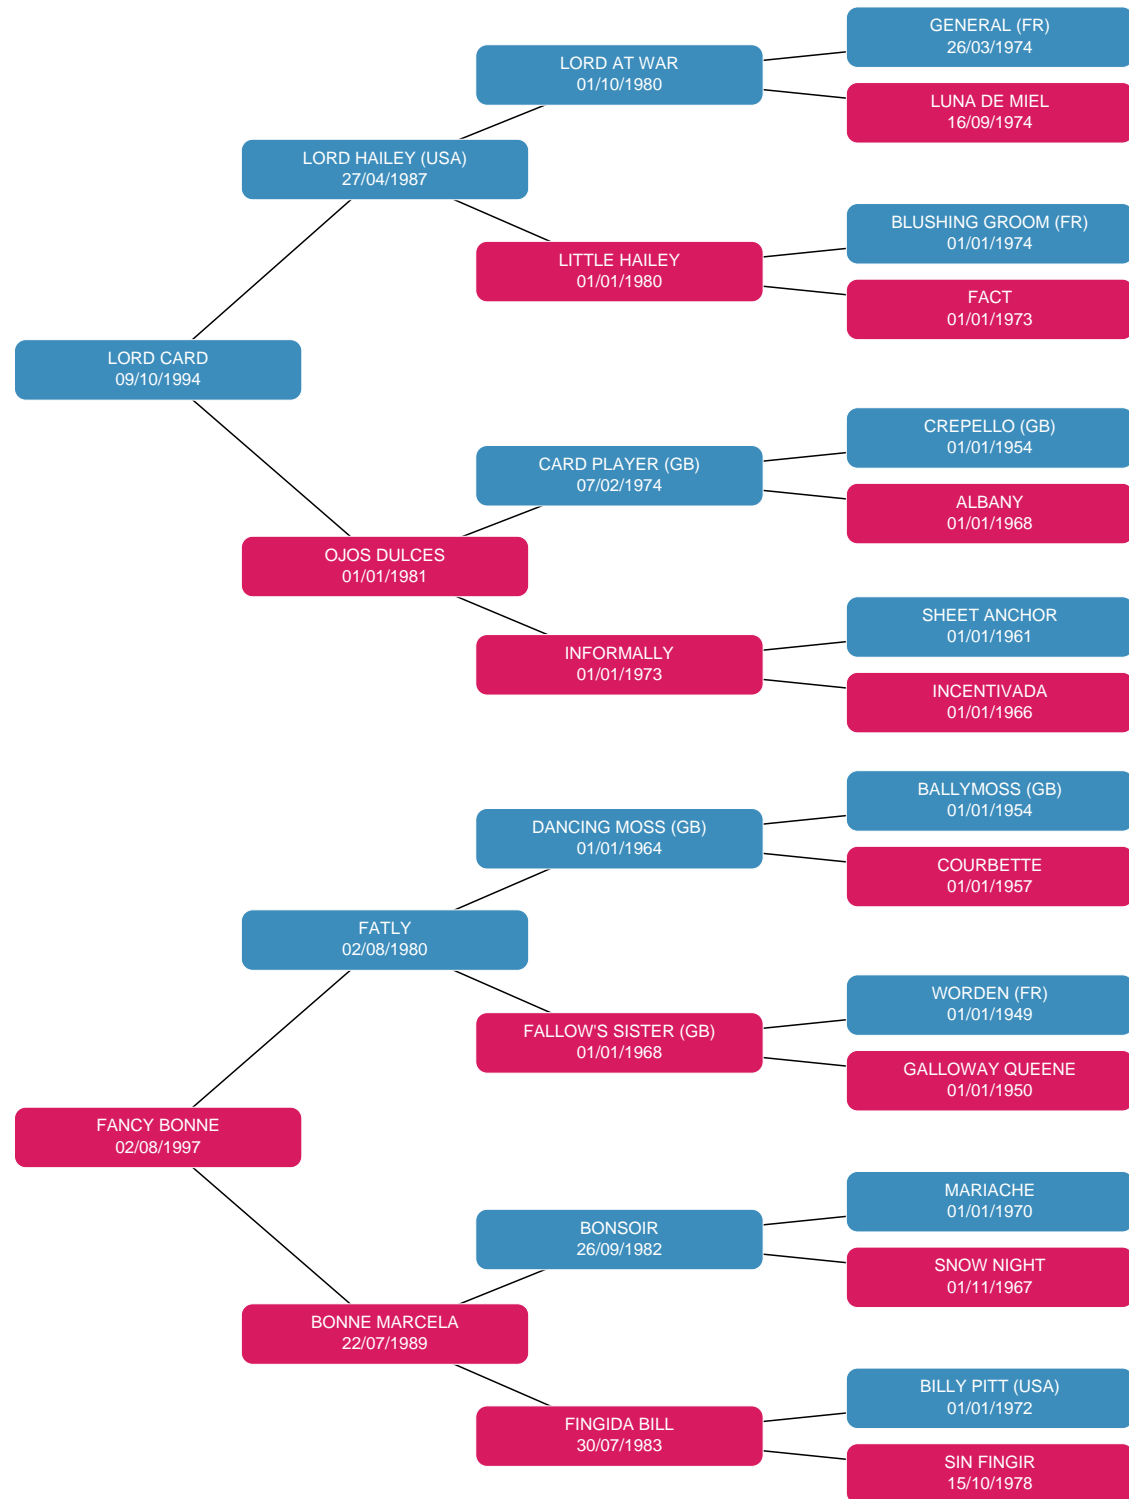 GENERAL (FR)
26/03/1974
LORD AT WAR
01/10/1980
LUNA DE MIEL
16/09/1974
LORD HAILEY (USA)
27/04/1987
BLUSHING GROOM (FR)
01/01/1974
LITTLE HAILEY
01/01/1980
FACT
01/01/1973
LORD CARD
09/10/1994
CREPELLO (GB)
01/01/1954
CARD PLAYER (GB)
07/02/1974
ALBANY
01/01/1968
OJOS DULCES
01/01/1981
SHEET ANCHOR
01/01/1961
INFORMALLY
01/01/1973
INCENTIVADA
01/01/1966
BALLYMOSS (GB)
01/01/1954
DANCING MOSS (GB)
01/01/1964
COURBETTE
01/01/1957
FATLY
02/08/1980
WORDEN (FR)
01/01/1949
FALLOW'S SISTER (GB)
01/01/1968
GALLOWAY QUEENE
01/01/1950
FANCY BONNE
02/08/1997
MARIACHE
01/01/1970
BONSOIR
26/09/1982
SNOW NIGHT
01/11/1967
BONNE MARCELA
22/07/1989
BILLY PITT (USA)
01/01/1972
FINGIDA BILL
30/07/1983
SIN FINGIR
15/10/1978